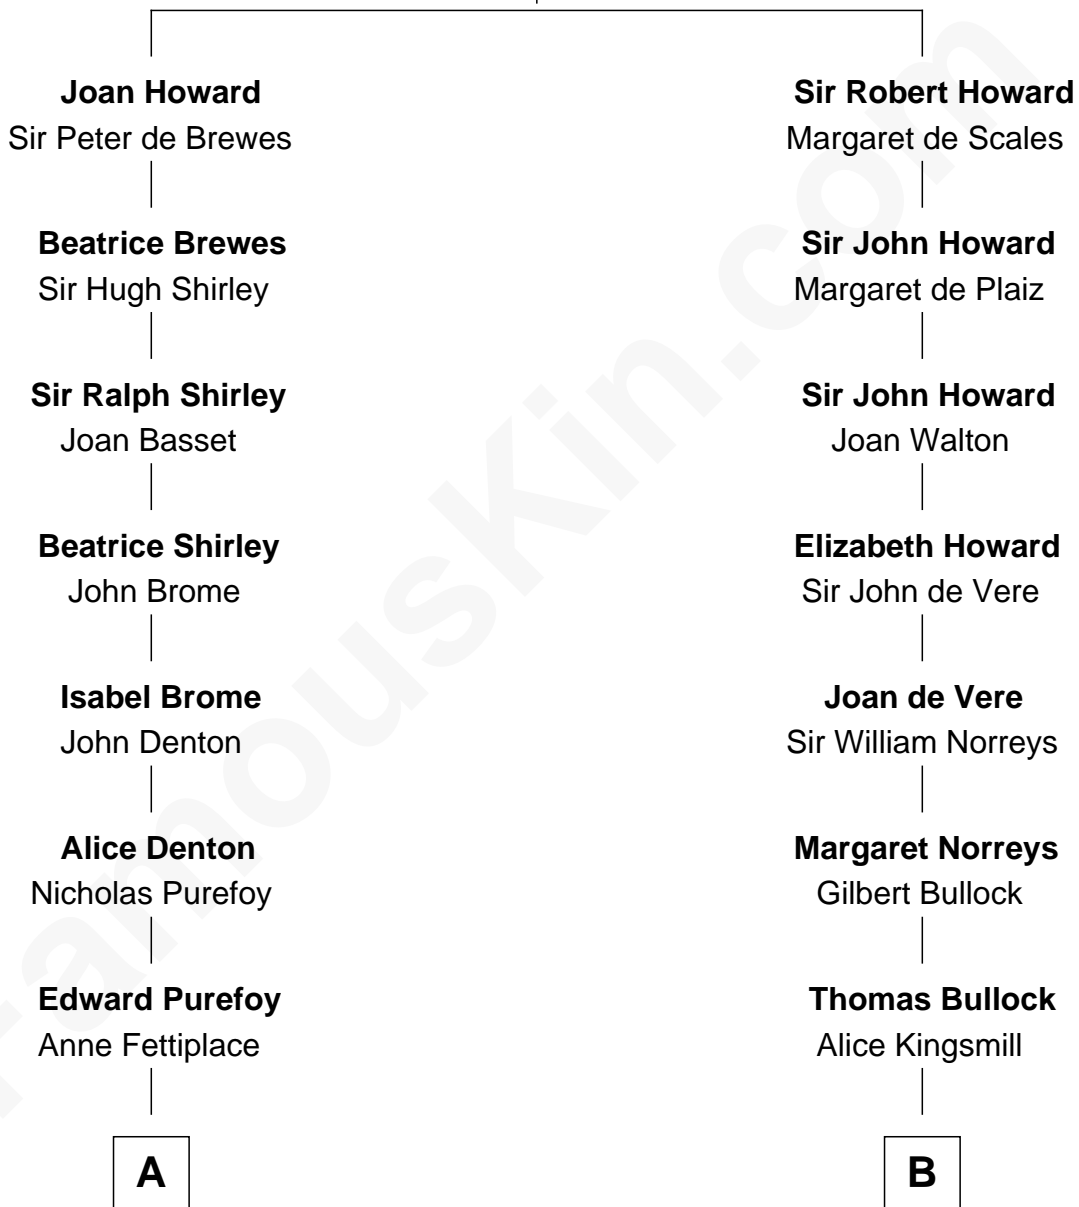 Joan Howard
Sir Peter de Brewes
Beatrice Brewes
Sir Hugh Shirley
Sir Ralph Shirley
Joan Basset
Beatrice Shirley
John Brome
Isabel Brome
John Denton
Alice Denton
Nicholas Purefoy
Edward Purefoy
Anne Fettiplace
A
Sir Robert Howard
Margaret de Scales
Sir John Howard
Margaret de Plaiz
Sir John Howard
Joan Walton
Elizabeth Howard
Sir John de Vere
Joan de Vere
Sir William Norreys
Margaret Norreys
Gilbert Bullock
Thomas Bullock
Alice Kingsmill
B
FamousKin.com